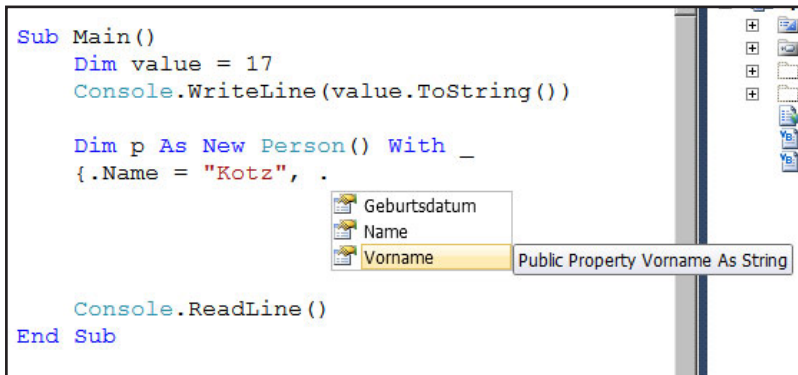 Sub Main()
Dim value = 17
Console.WriteLine(value.ToString())
Dim p As New Person() With _
{.Name = "Kotz", .
Geburtsdatum
Name
Vorname
Public Property Vorname As String
Console.ReadLine()
End Sub